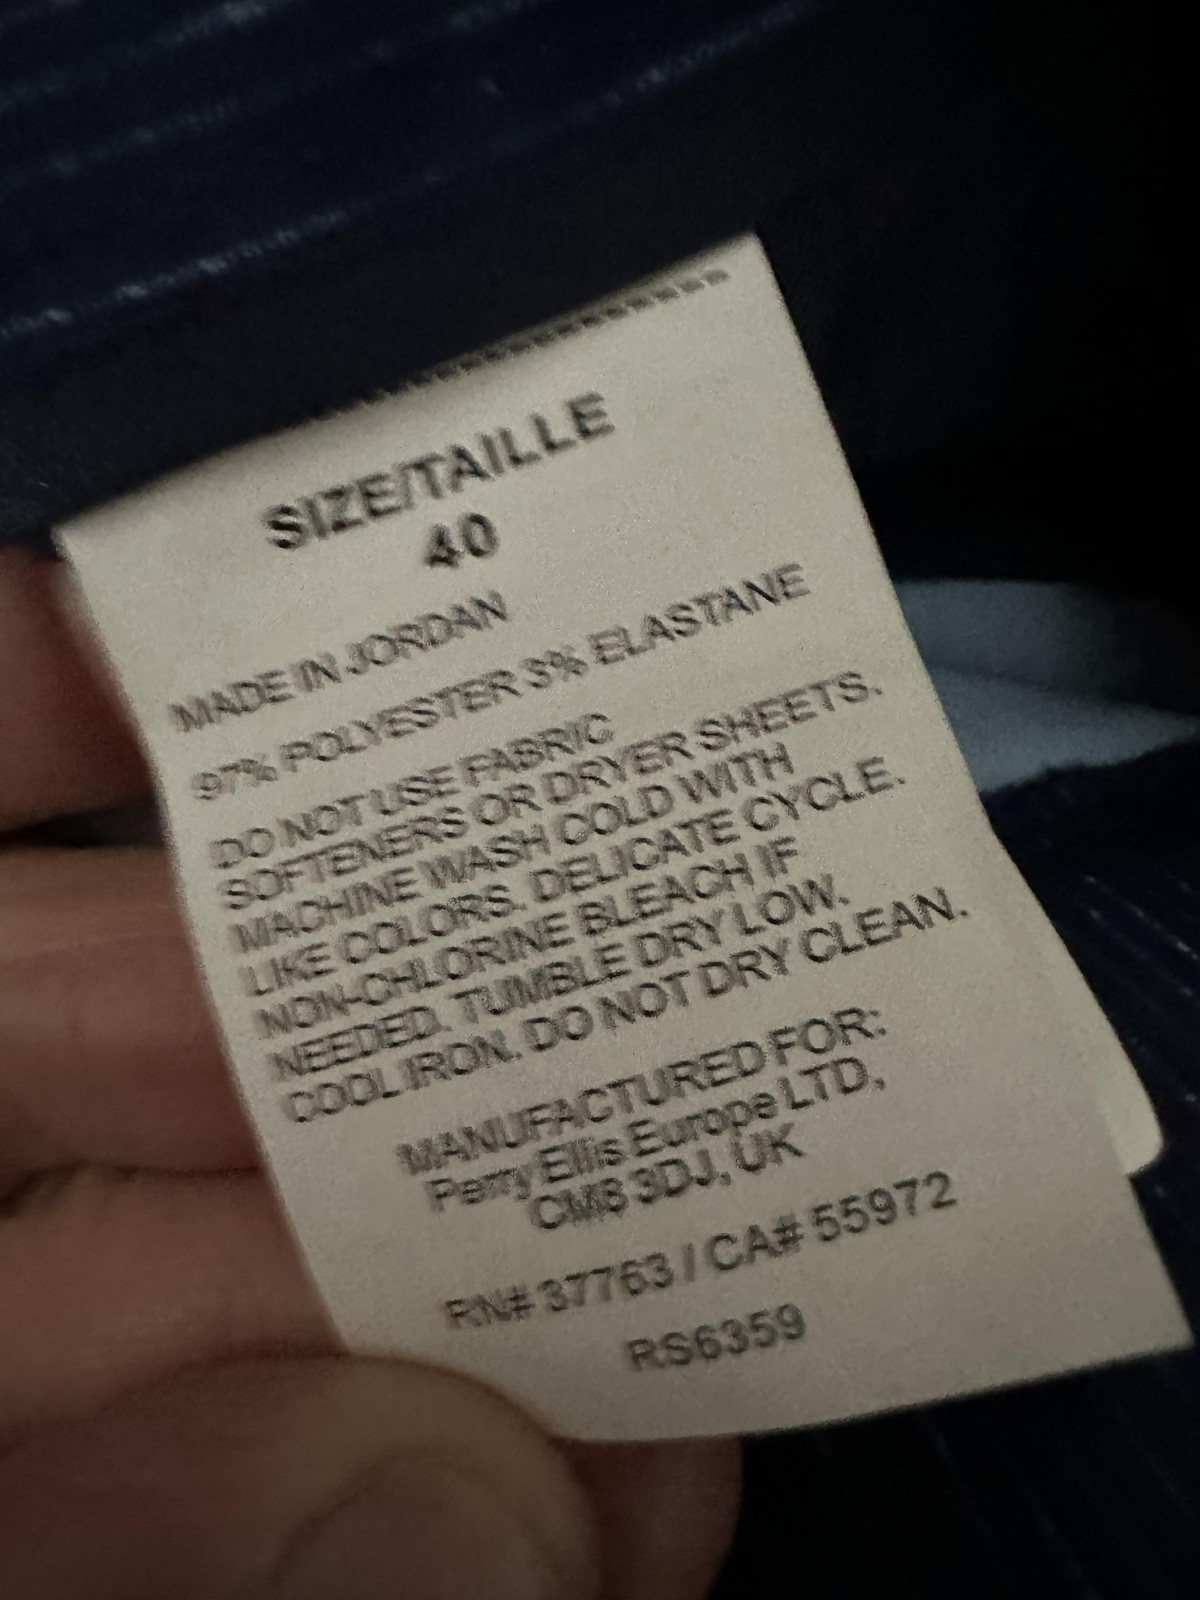 SIZE/TAILLE
40
MADE IN JORDAN
97% POLYESTER 3% ELASTANE
DO NOT USE FABRIC
SOFTENERS OR DRYER SHEETS.
MACHINE WASH COLD WITH
LIKE COLORS. DELICATE CYCLE.
NON-CHLORINE BLEACH IF
NEEDED. TUMBLE DRY LOW.
COOL IRON. DO NOT DRY CLEAN.
MANUFACTURED FOR:
Perry Ellis Europe LTD,
CM8 3DJ, UK
RN# 37763 / CA# 55972
RS6359